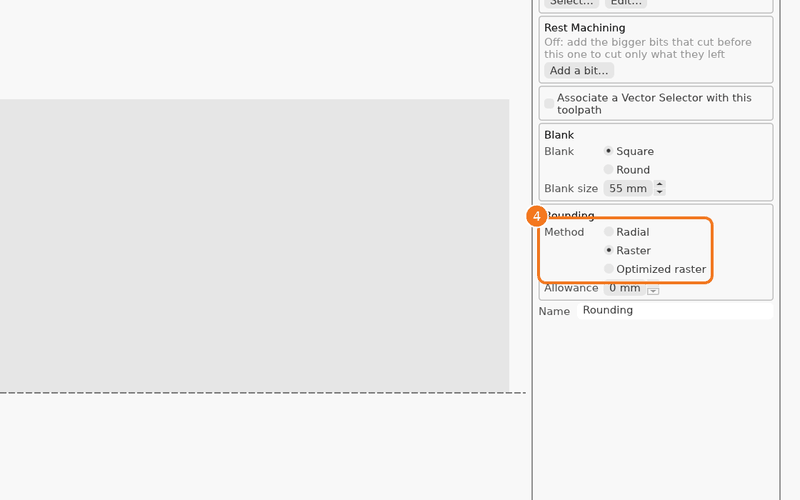 Select... Edit...
Rest Machining
Off: add the bigger bits that cut before
this one to cut only what they left
Add a bit...
Associate a Vector Selector with this
toolpath
Blank
Blank Square
Round
Blank size 55 mm
4
Rounding
Method Radial
Raster
Optimized raster
Allowance 0 mm
Name Rounding